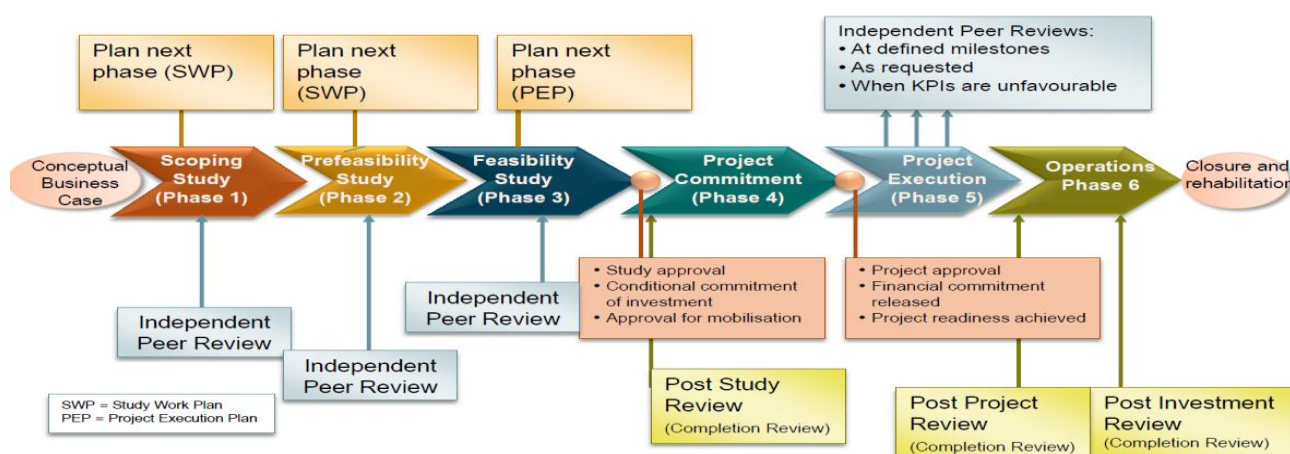 Plan next
phase (SWP)
Plan next
phase
(SWP)
Plan next
phase
(PEP)
Independent Peer Reviews:
• At defined milestones
• As requested
• When KPIs are unfavourable
Conceptual
Business
Case
Scoping
Study
(Phase 1)
Prefeasibility
Study
(Phase 2)
Feasibility
Study
(Phase 3)
Project
Commitment
(Phase 4)
Project
Execution
(Phase 5)
Operations
Phase 6
Closure and
rehabilitation
Independent
Peer Review
Independent
Peer Review
Independent
Peer Review
• Study approval
• Conditional commitment
of investment
• Approval for mobilisation
• Project approval
• Financial commitment
released
• Project readiness achieved
SWP = Study Work Plan
PEP = Project Execution Plan
Post Study
Review
(Completion Review)
Post Project
Review
(Completion Review)
Post Investment
Review
(Completion Review)